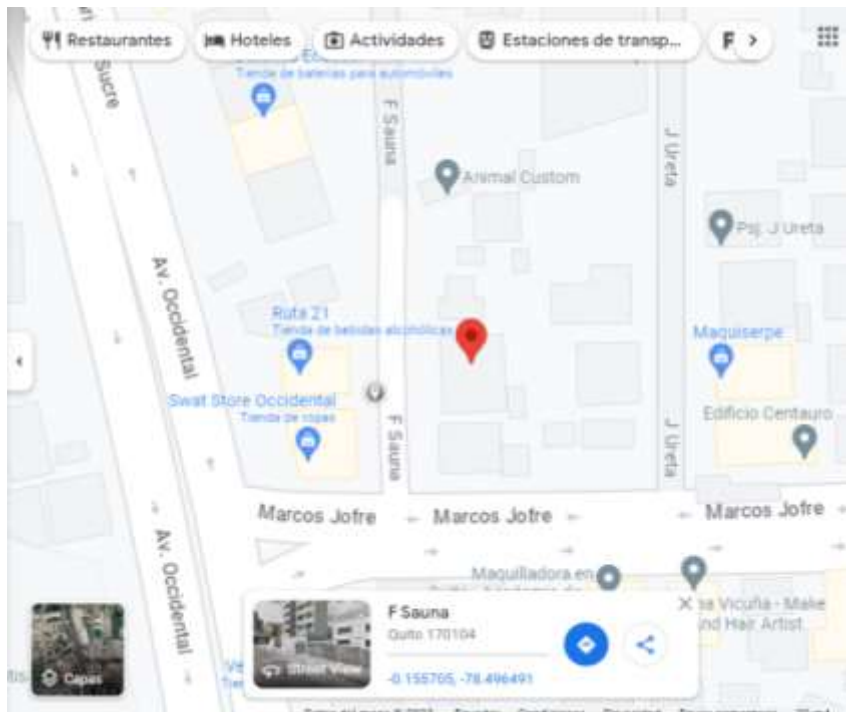 Restaurantes
Hoteles
Actividades
Estaciones de transp...
F
Sucre
Tienda de baterías para automóviles
F Sauna
J Ureta
Animal Custom
Psj. J Ureta
Av. Occidental
Ruta 21
Tienda de bebidas alcohólicas
Maquiserpe
Swat Store Occidental
Tienda de ropas
Edificio Centauro
F Sauna
J Ureta
Marcos Jofre
Marcos Jofre
Marcos Jofre
Av. Occidental
Maquilladora en
F Sauna
Quito 170104
Vicuña - Make
Hair Artist
Street View
Capas
-0.155705, -78.496491